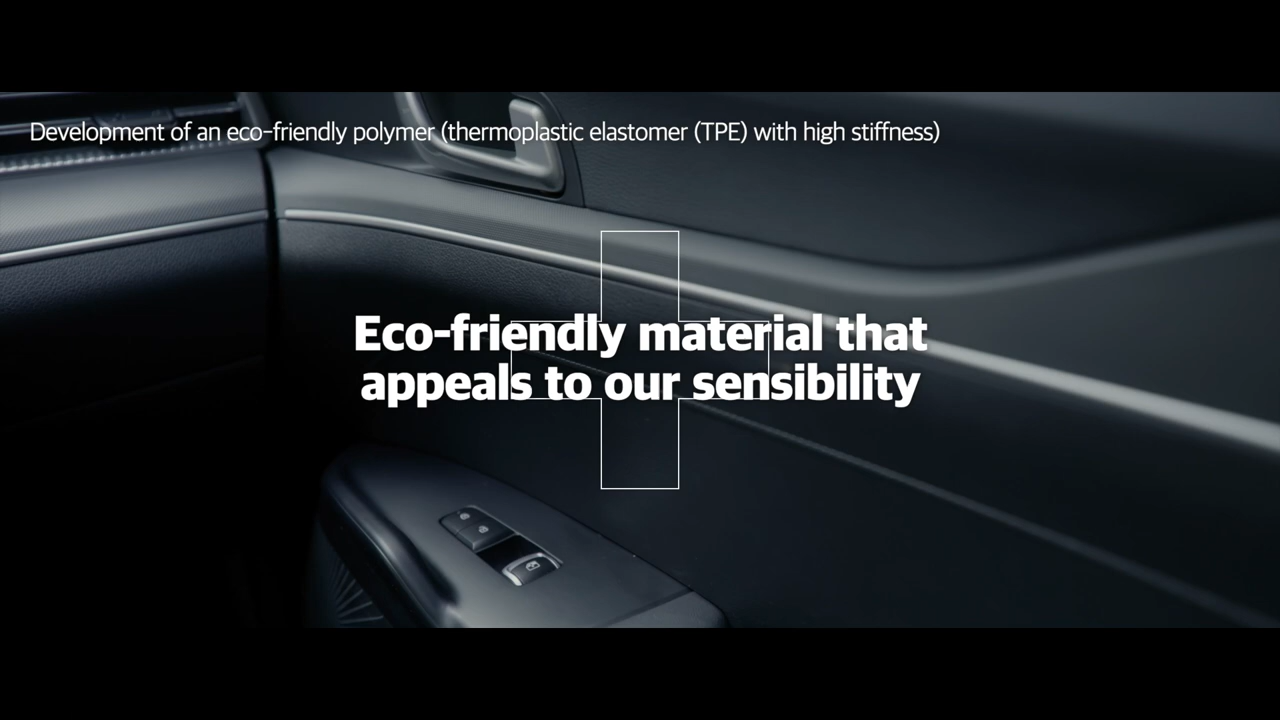 Development of an eco-friendly polymer (thermoplastic elastomer (TPE) with high stiffness)
Eco-friendly material that
appeals to our sensibility